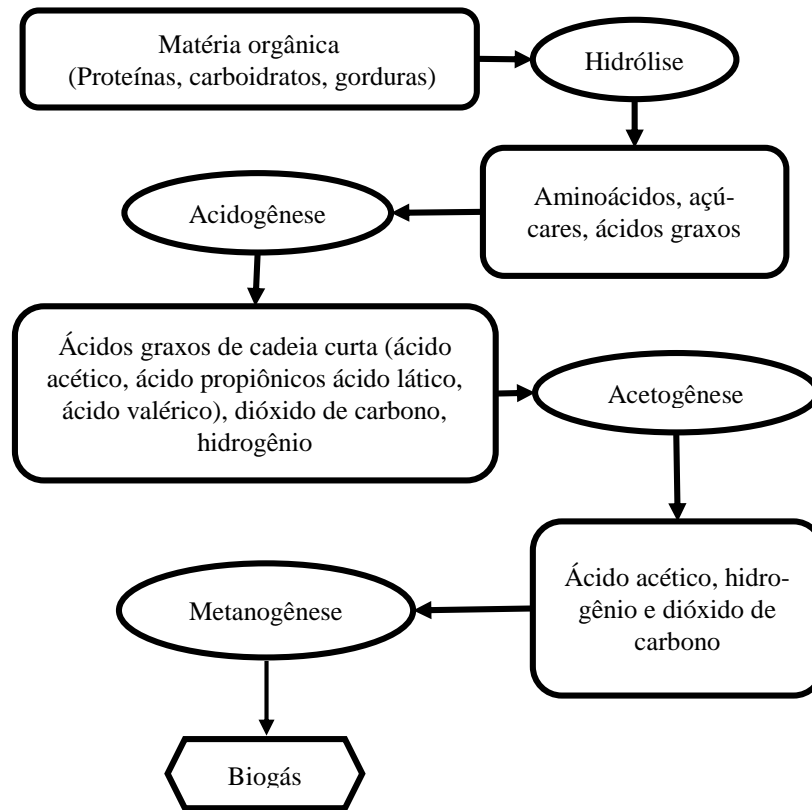 Matéria orgânica
(Proteínas, carboidratos, gorduras)
Hidrólise
Aminoácidos, açú-
cares, ácidos graxos
Acidogênese
Ácidos graxos de cadeia curta (ácido
acético, ácido propiônicos ácido lático,
ácido valérico), dióxido de carbono,
hidrogênio
Acetogênese
Ácido acético, hidro-
gênio e dióxido de
carbono
Metanogênese
Biogás